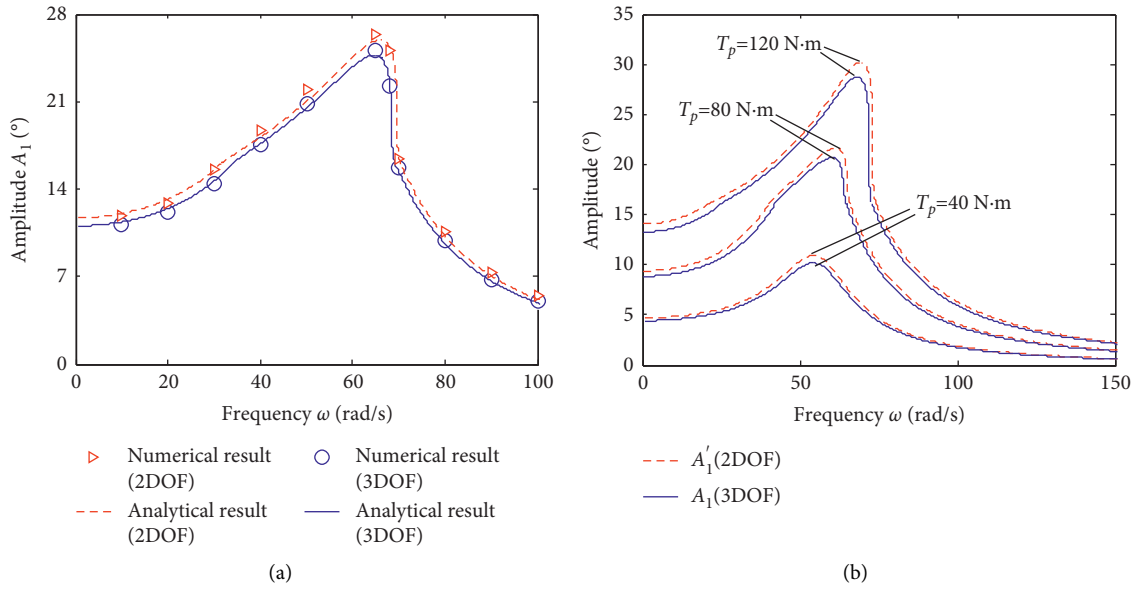 28
21
14
7
0
Amplitude A1 (°)
0 20 40 60 80 100
Frequency ω (rad/s)
Numerical result (2DOF)
Numerical result (3DOF)
Analytical result (2DOF)
Analytical result (3DOF)
(a)
35
30
25
20
15
10
5
0
Amplitude (°)
Tp=120 N·m
Tp=80 N·m
Tp=40 N·m
0 50 100 150
Frequency ω (rad/s)
A1′(2DOF)
A1(3DOF)
(b)